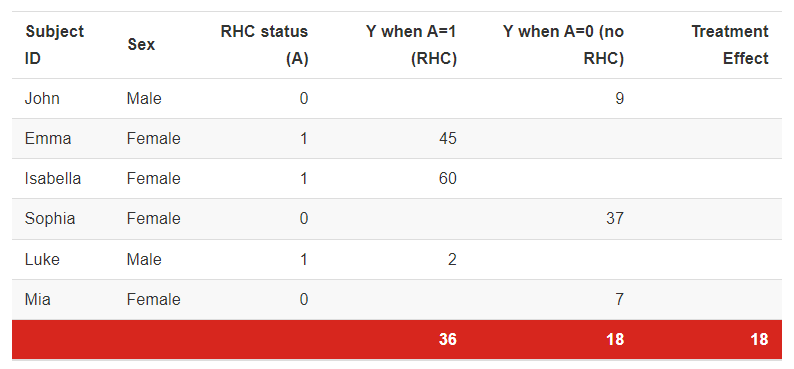 Subject ID Sex RHC status (A) Y when A=1 (RHC) Y when A=0 (no RHC) Treatment Effect
John Male 0 9
Emma Female 1 45
Isabella Female 1 60
Sophia Female 0 37
Luke Male 1 2
Mia Female 0 7
36 18 18